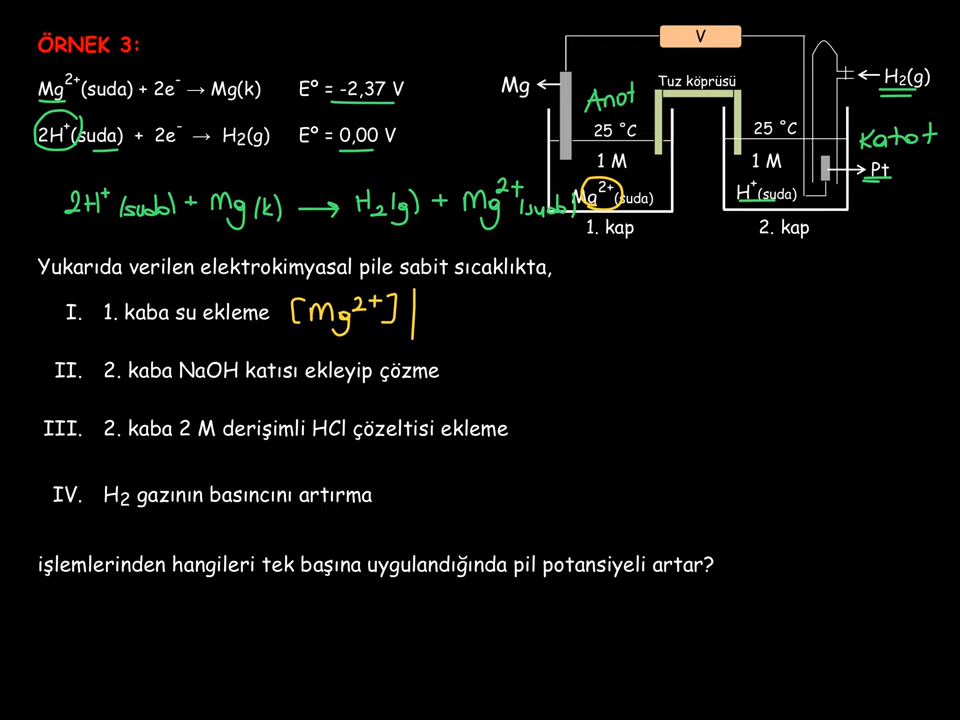 ÖRNEK 3:
Mg2+(suda) + 2e- → Mg(k) Eº = -2,37 V
2H+(suda) + 2e- → H2(g) Eº = 0,00 V
2H+(suda) + Mg(k) → H2(g) + Mg2+(suda)
V
Mg
Anot
Tuz köprüsü
H2(g)
25 °C
25 °C
Katot
1 M
1 M
Pt
Mg2+(suda)
H+(suda)
1. kap
2. kap
Yukarıda verilen elektrokimyasal pile sabit sıcaklıkta,
I. 1. kaba su ekleme [Mg2+]
II. 2. kaba NaOH katısı ekleyip çözme
III. 2. kaba 2 M derişimli HCl çözeltisi ekleme
IV. H2 gazının basıncını artırma
işlemlerinden hangileri tek başına uygulandığında pil potansiyeli artar?